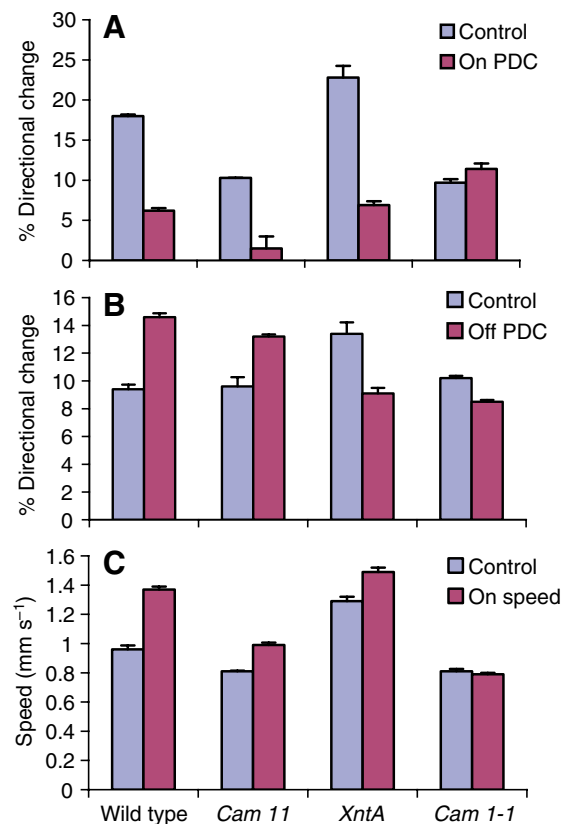 A
30
25
20
15
10
5
0
% Directional change
Control
On PDC
B
16
14
12
10
8
6
4
2
0
% Directional change
Control
Off PDC
C
1.6
1.4
1.2
1
0.8
0.6
0.4
0.2
0
Speed (mm s⁻¹)
Control
On speed
Wild type Cam 11 XntA Cam 1-1